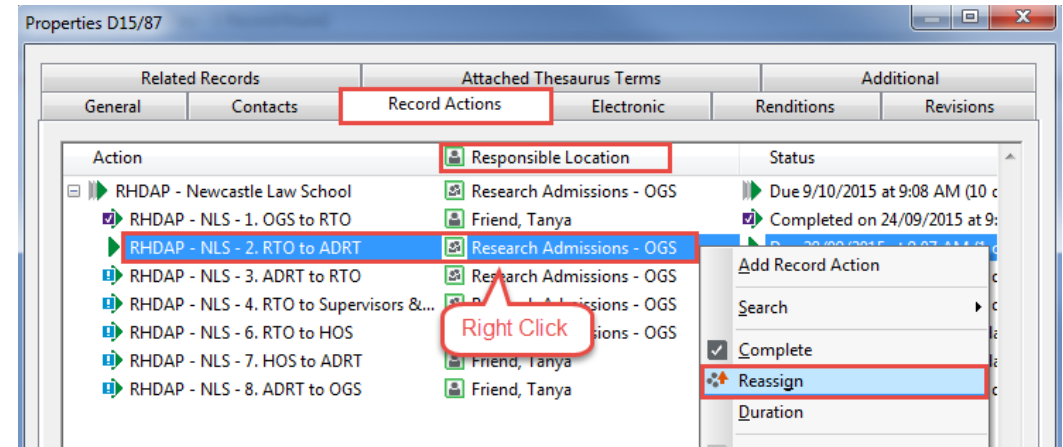 Properties D15/87
Related Records Attached Thesaurus Terms Additional
General Contacts Record Actions Electronic Renditions Revisions
Action Responsible Location Status
RHDAP - Newcastle Law School Research Admissions - OGS Due 9/10/2015 at 9:08 AM (10 d
RHDAP - NLS - 1. OGS to RTO Friend, Tanya Completed on 24/09/2015 at 9:
RHDAP - NLS - 2. RTO to ADRT Research Admissions - OGS
Add Record Action
RHDAP - NLS - 3. ADRT to RTO Research Admissions - OGS
RHDAP - NLS - 4. RTO to Supervisors &... Admissions - OGS
Search
Right Click
RHDAP - NLS - 6. RTO to HOS sions - OGS
Complete
RHDAP - NLS - 7. HOS to ADRT Friend, Tanya
Reassign
RHDAP - NLS - 8. ADRT to OGS Friend, Tanya
Duration